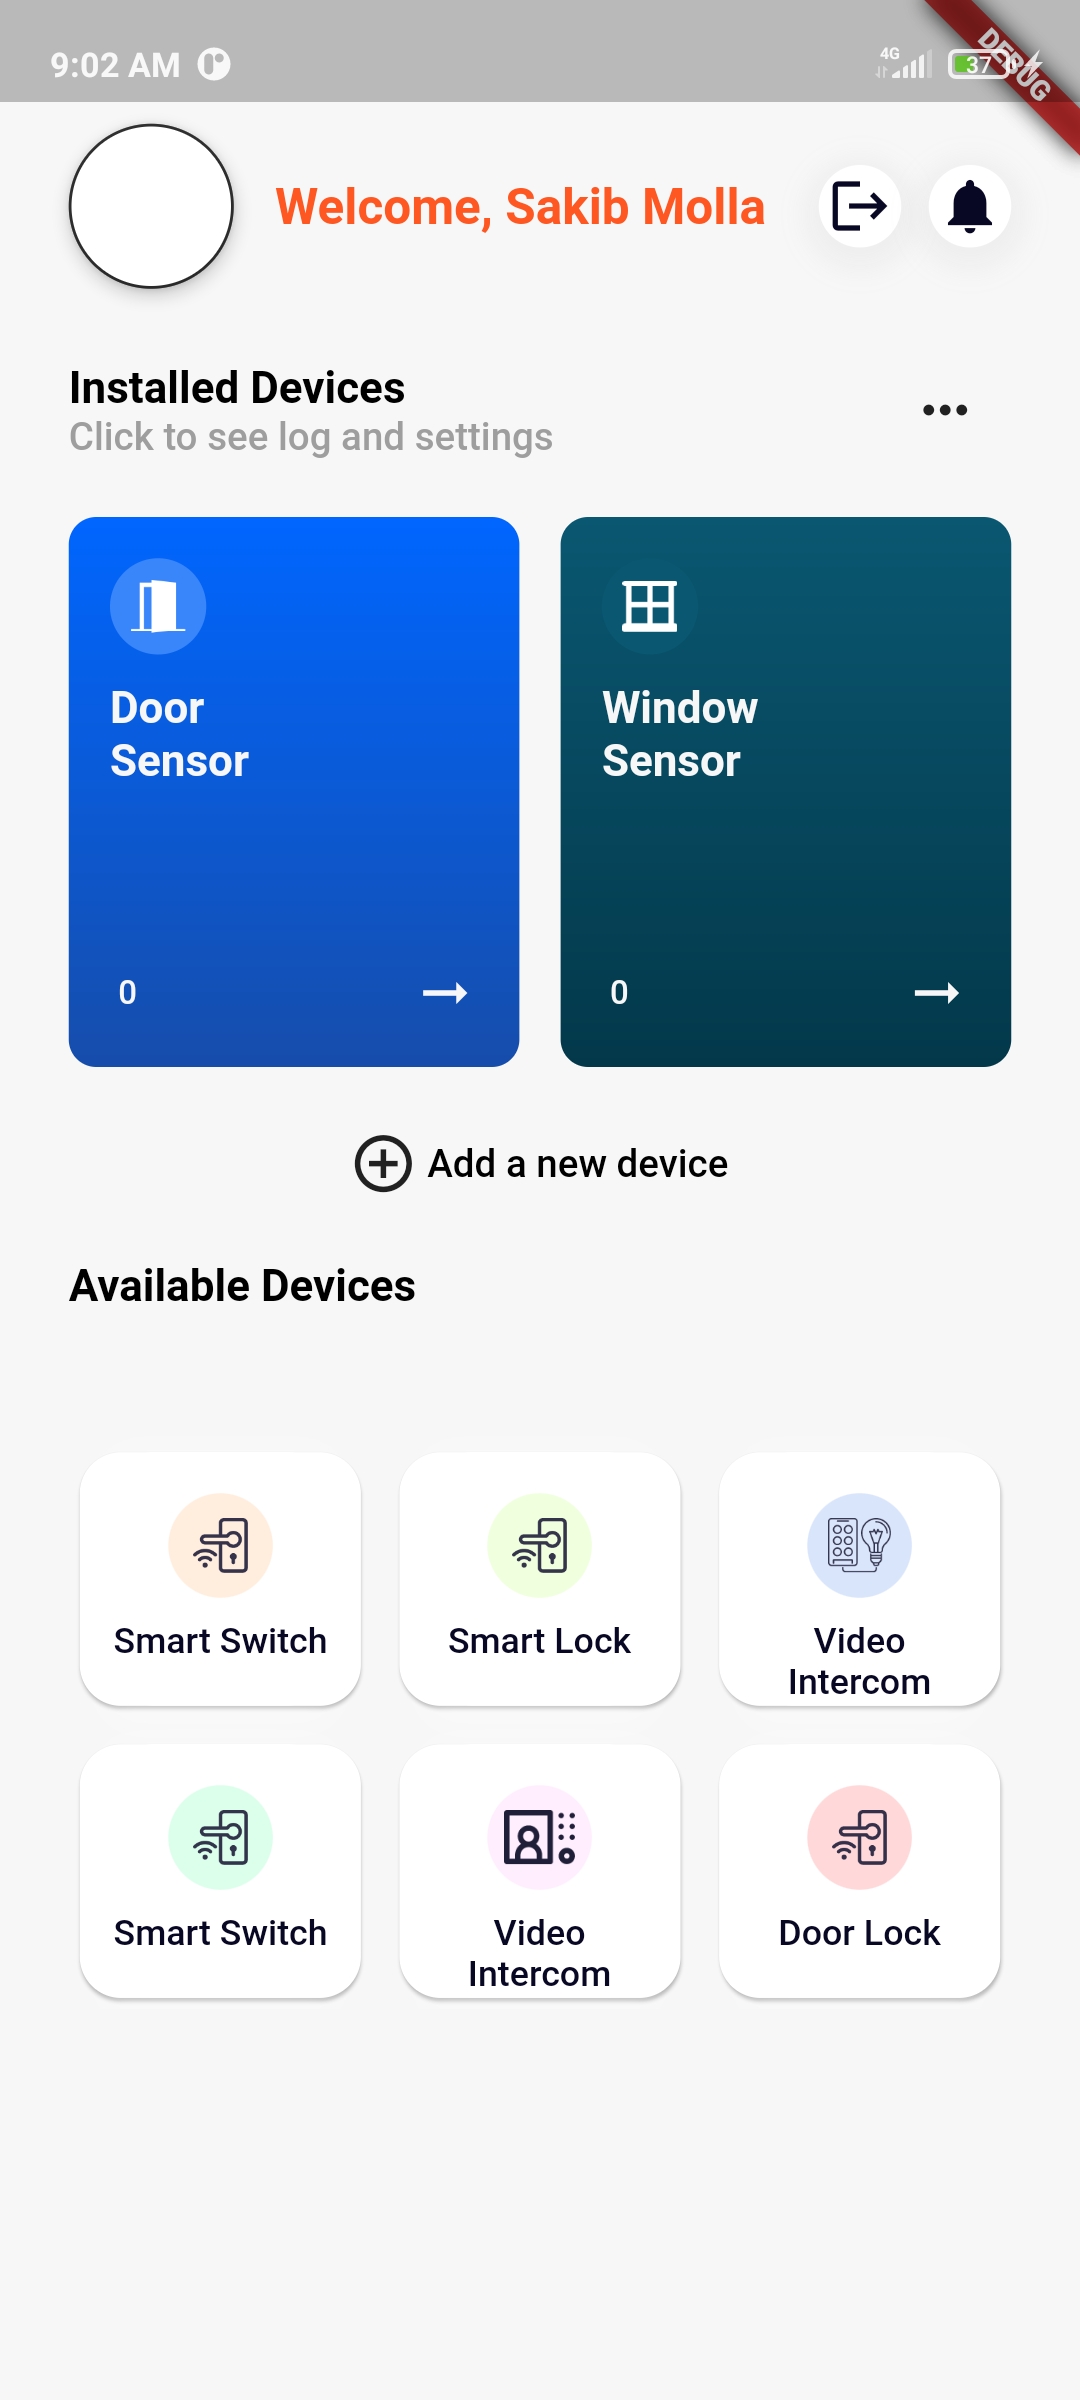 9:02 AM
4G
37
DEBUG
Welcome, Sakib Molla
Installed Devices
Click to see log and settings
Door
Sensor
0
Window
Sensor
0
Add a new device
Available Devices
Smart Switch
Smart Lock
Video
Intercom
Smart Switch
Video
Intercom
Door Lock